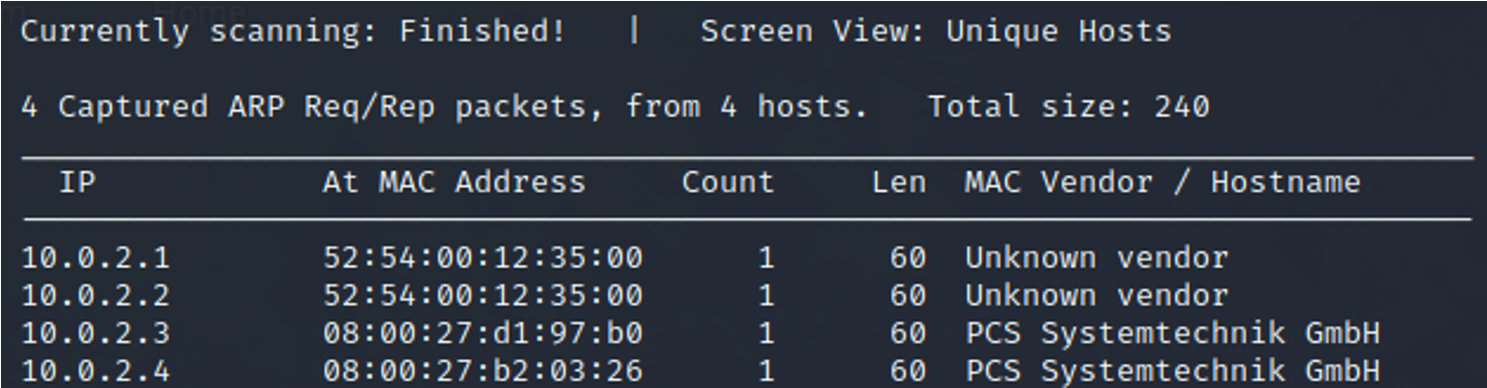 Home
Currently scanning: Finished!   |   Screen View: Unique Hosts
4 Captured ARP Req/Rep packets, from 4 hosts.   Total size: 240
IP            At MAC Address     Count     Len  MAC Vendor / Hostname
10.0.2.1        52:54:00:12:35:00      1      60  Unknown vendor
10.0.2.2        52:54:00:12:35:00      1      60  Unknown vendor
10.0.2.3        08:00:27:d1:97:b0      1      60  PCS Systemtechnik GmbH
10.0.2.4        08:00:27:b2:03:26      1      60  PCS Systemtechnik GmbH